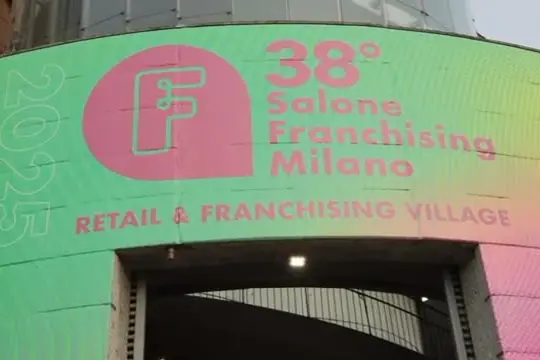 2025
F
38°
Salone
Franchising
Milano
RETAIL & FRANCHISING VILLAGE